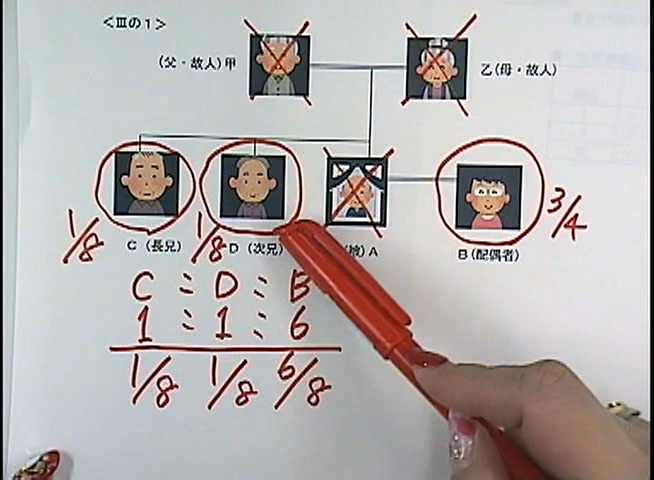 <Ⅲの1>
(父・故人)甲
乙(母・故人)
1/8
1/8
3/4
C(長兄)
D(次兄)
)A
B(配偶者)
C : D : B
1 : 1 : 6
1/8 1/8 6/8